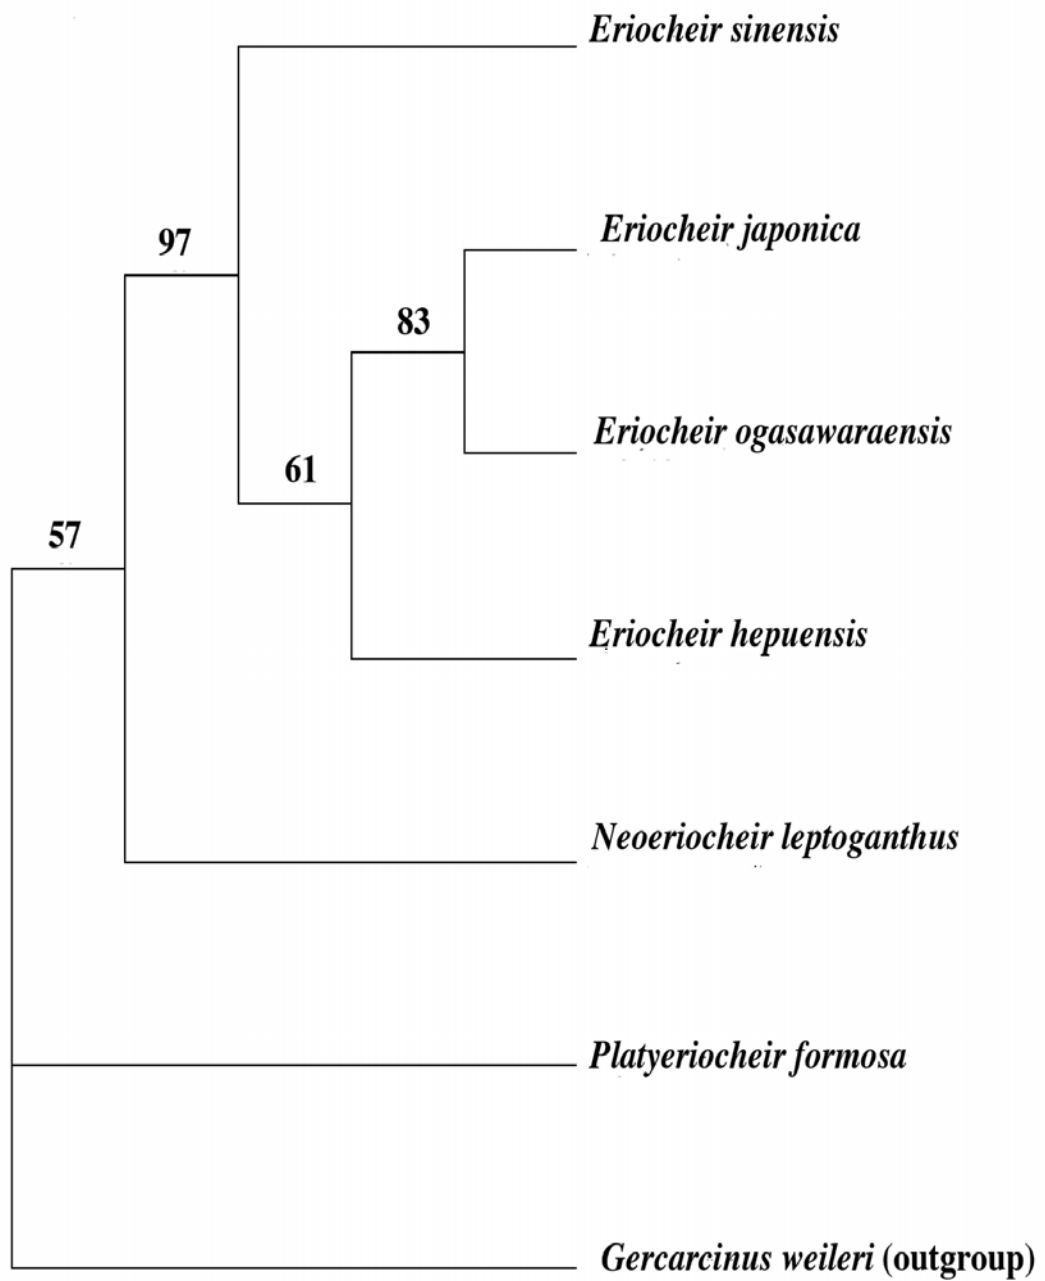 Eriocheir sinensis
Eriocheir japonica
97
83
Eriocheir ogasawaraensis
61
57
Eriocheir hepuensis
Neoeriocheir leptoganthus
Platyeriocheir formosa
Gercarcinus weileri (outgroup)